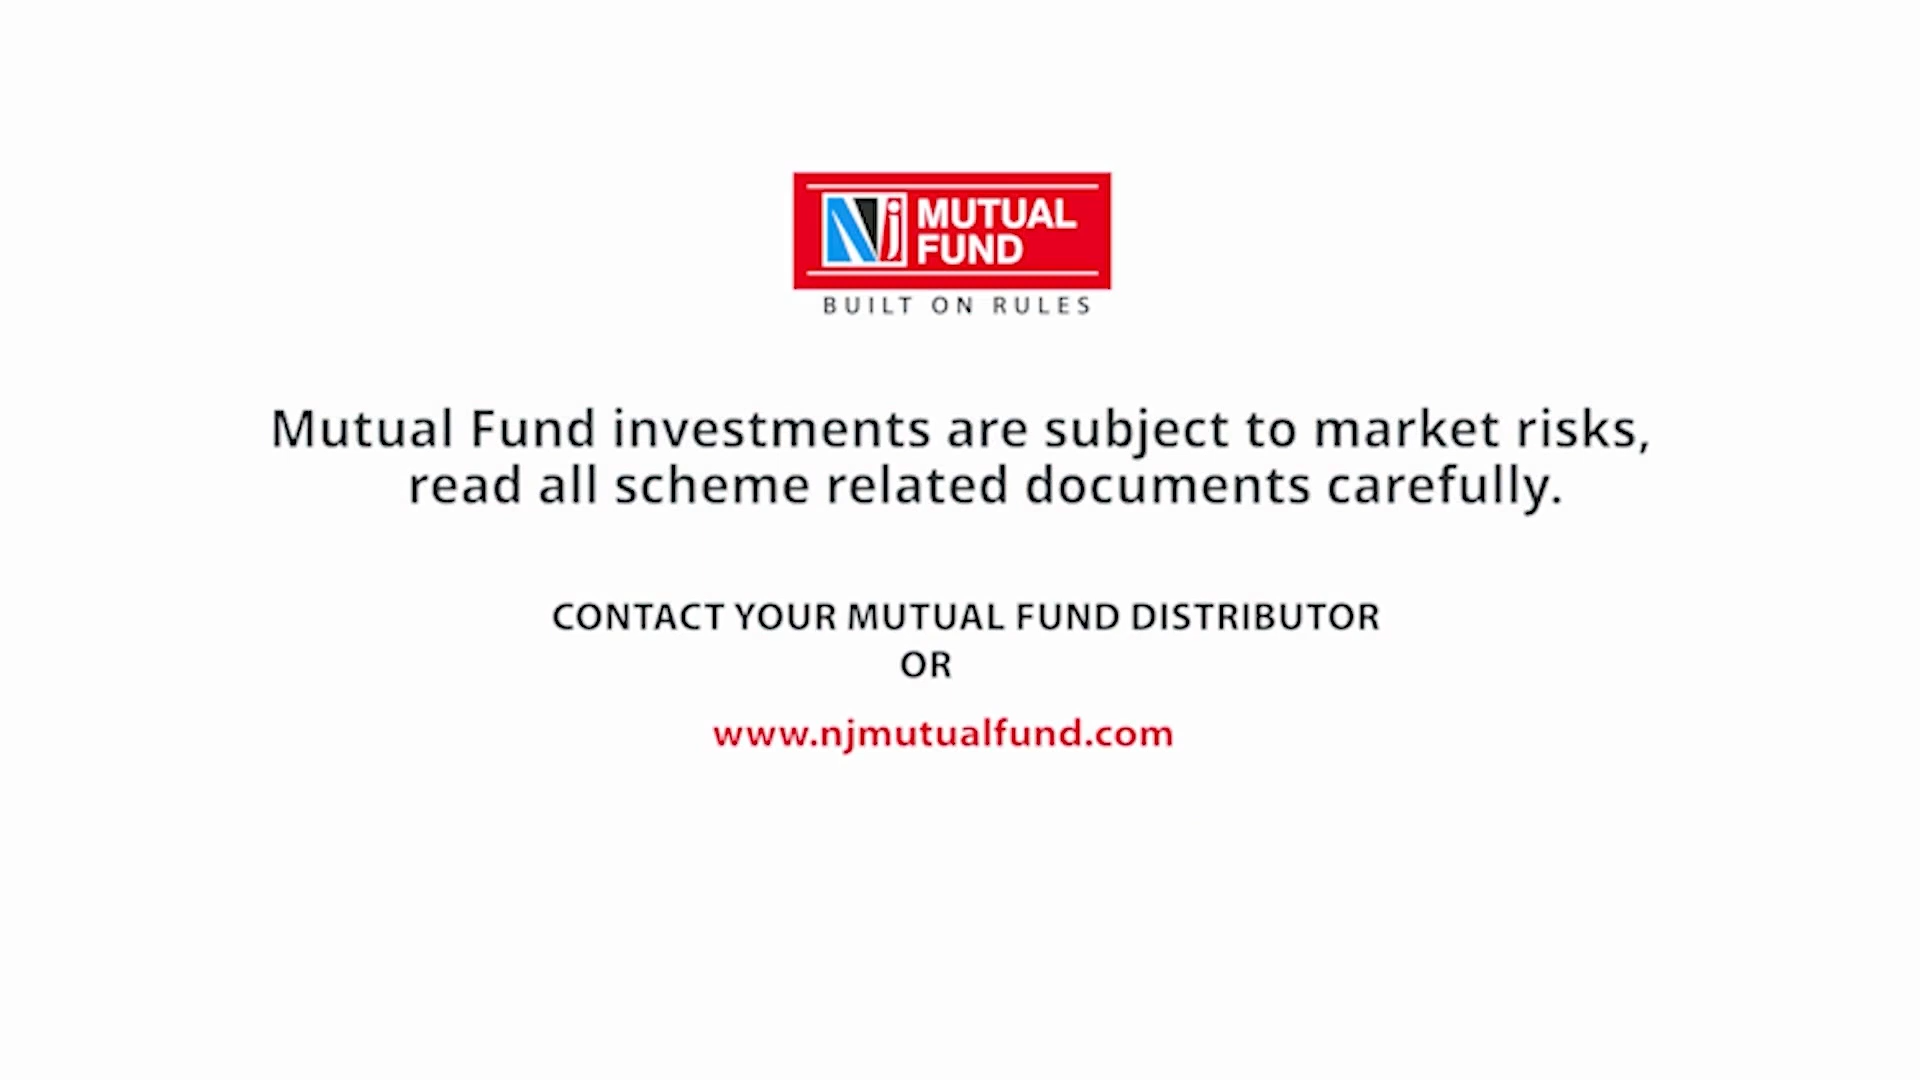 Nj MUTUAL
FUND
BUILT ON RULES
Mutual Fund investments are subject to market risks,
read all scheme related documents carefully.
CONTACT YOUR MUTUAL FUND DISTRIBUTOR
OR
www.njmutualfund.com